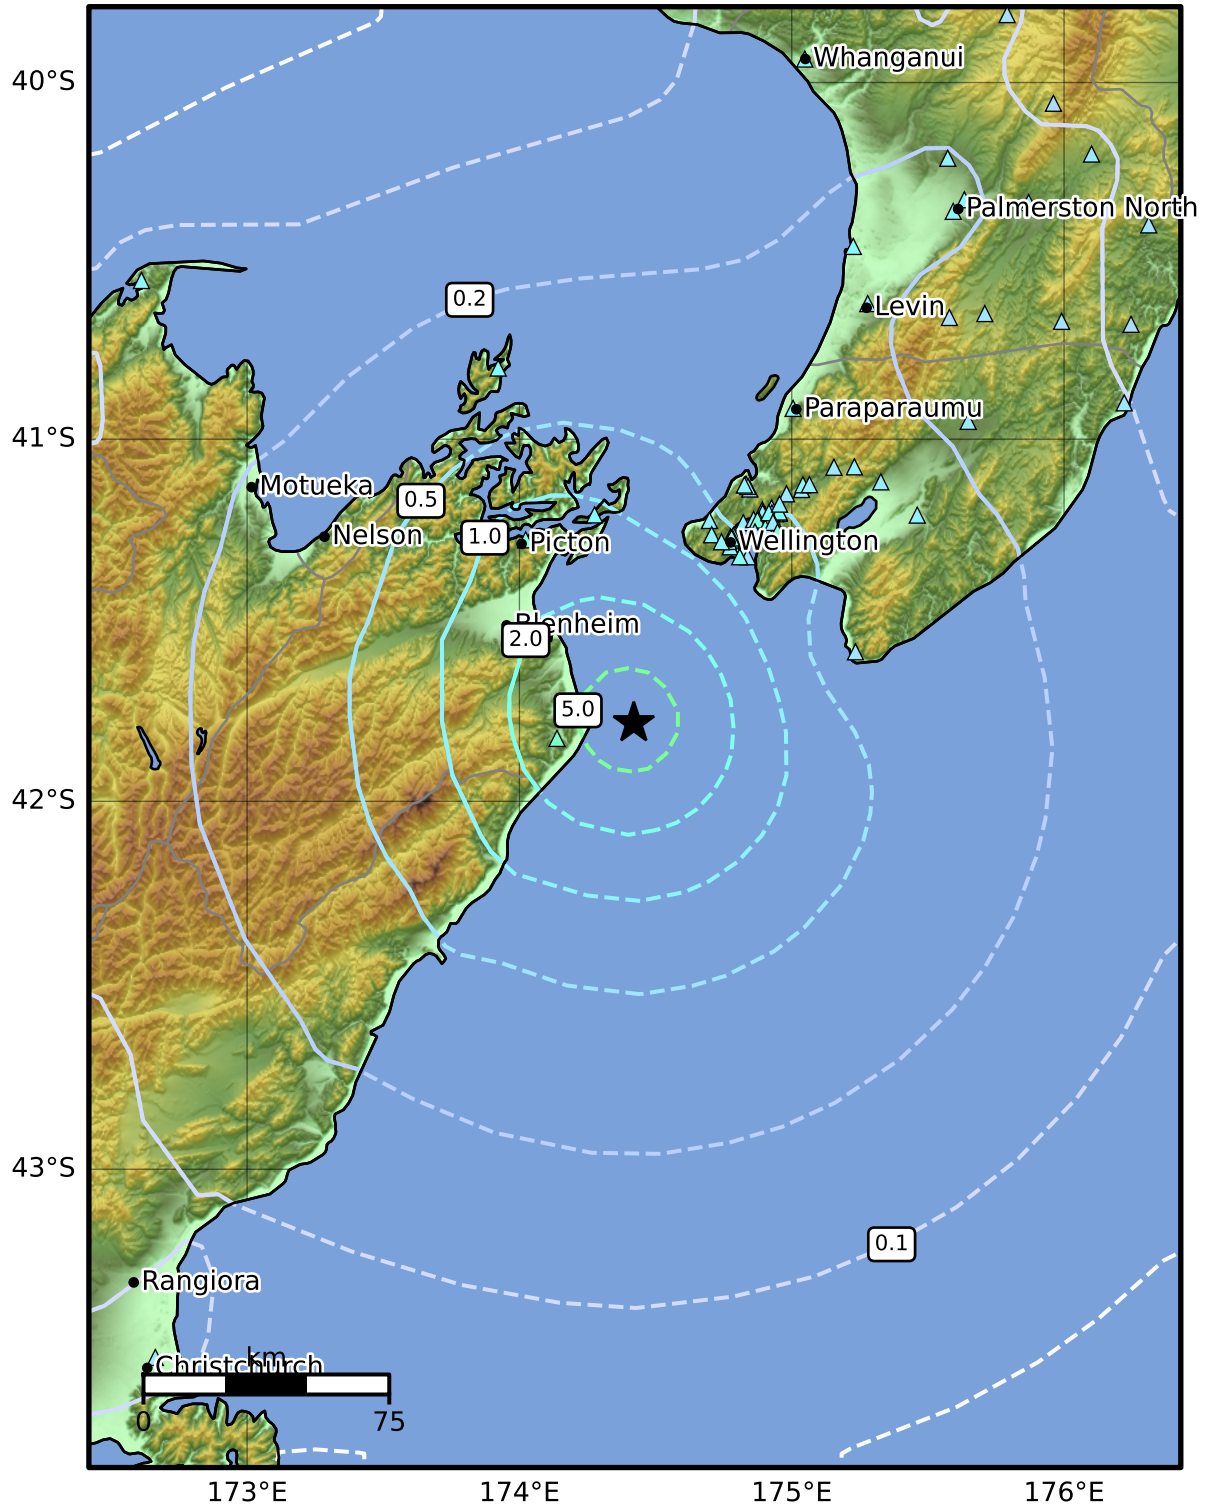 Whanganui
40°S
Palmerston North
0.2
Levin
Paraparaumu
41°S
Motueka
0.5
Nelson
1.0
Picton
Wellington
Blenheim
2.0
5.0
42°S
43°S
0.1
Rangiora
km
Christchurch
0
75
173°E
174°E
175°E
176°E